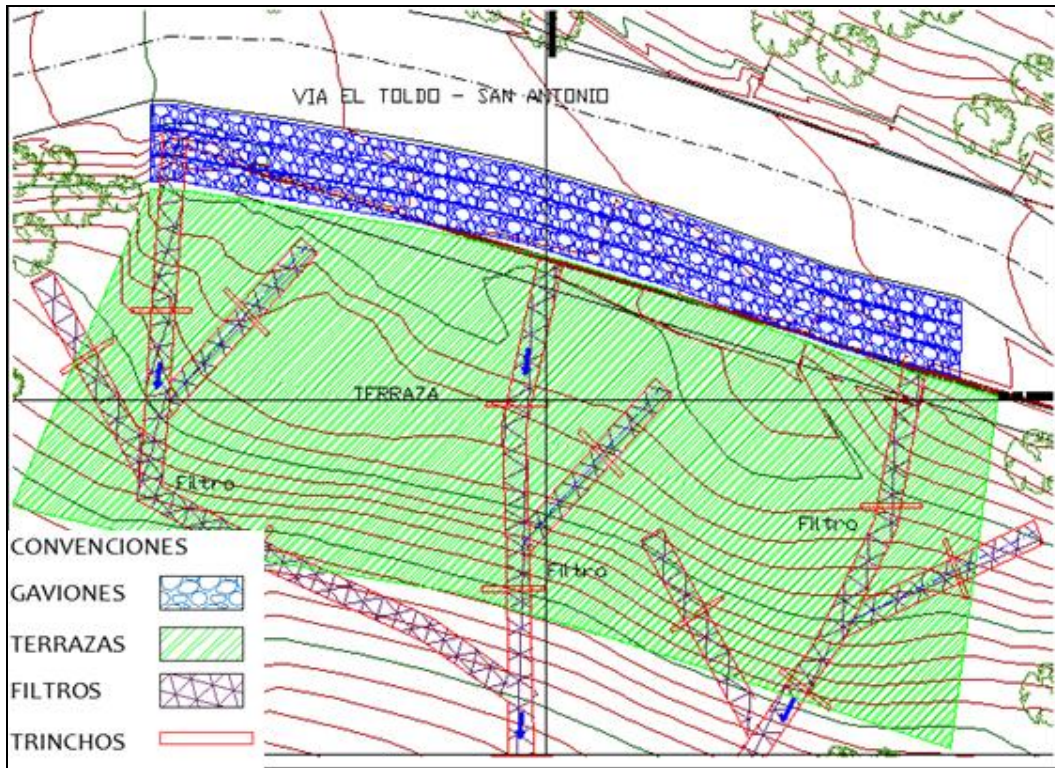 VIA EL TOLDO - SAN ANTONIO
TERRAZA
Filtro
Filtro
Filtro
CONVENCIONES
GAVIONES
TERRAZAS
FILTROS
TRINCHOS